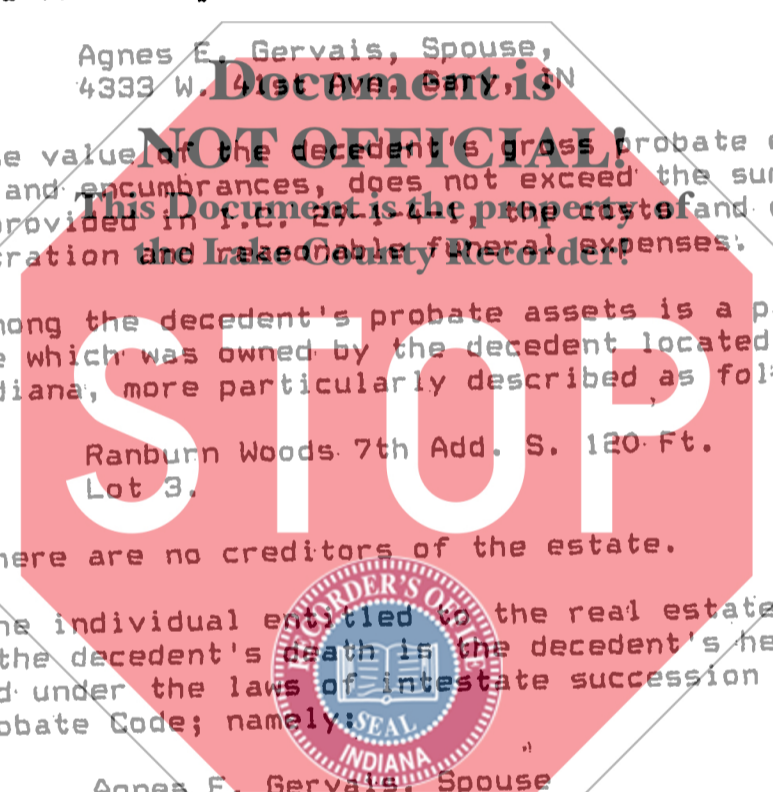 Agnes E. Gervais, Spouse,
4333 W. 41st Ave. Gary, IN
Document is
NOT OFFICIAL!
e value of the decedent's gross probate
and encumbrances, does not exceed the su
This Document is the property of
rovided in I.C. 29-1-4-1, the costs and
the Lake County Recorder!
ration and reasonable funeral expenses.
ong the decedent's probate assets is a p
e which was owned by the decedent located
diana, more particularly described as fol
STOP
Ranburn Woods 7th Add. S. 120 Ft.
Lot 3.
here are no creditors of the estate.
he individual entitled to the real estate
the decedent's death is the decedent's he
d under the laws of intestate succession
obate Code; namely:
RECORDER'S OFFICE
SEAL
INDIANA
Agnes E. Gervais, Spouse